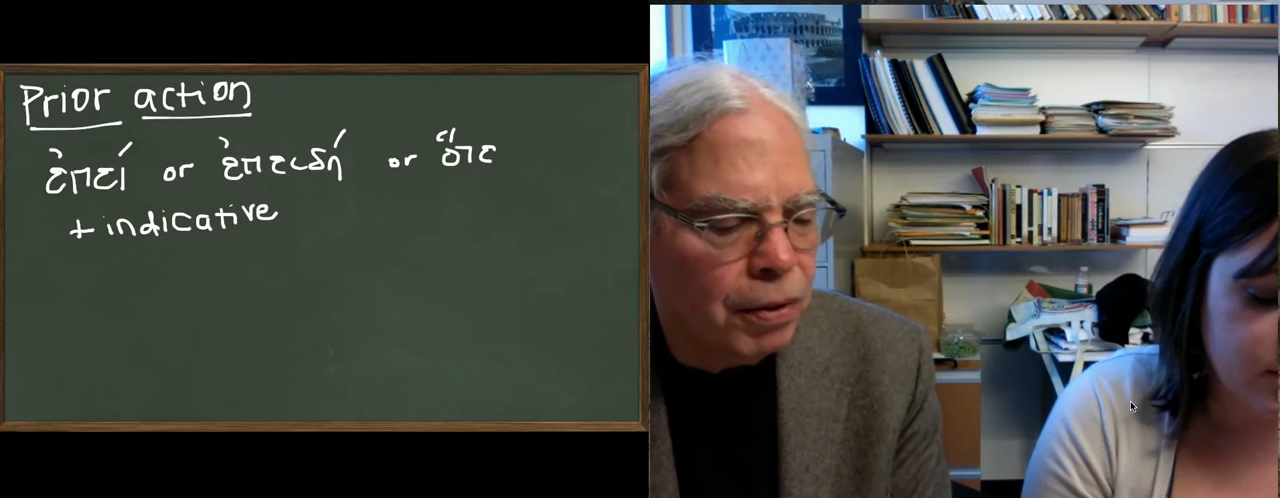 Prior action
ἐπεί or ἐπειδή or ὅτε
+ indicative